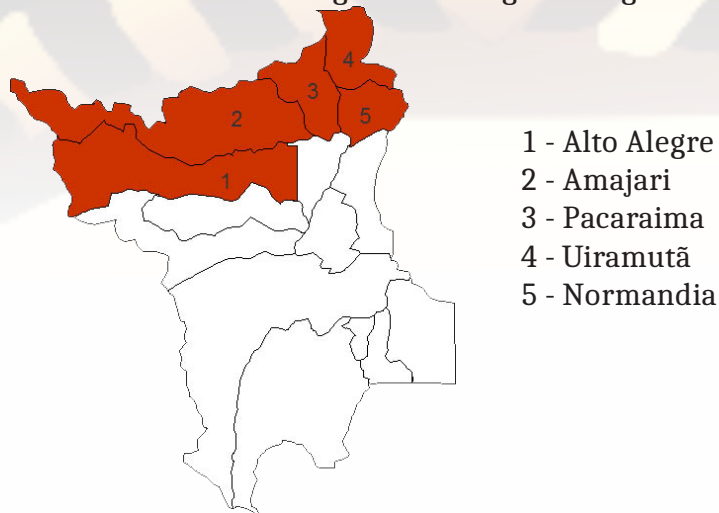 4
3
2
5
1
1 - Alto Alegre
2 - Amajari
3 - Pacaraima
4 - Uiramutã
5 - Normandia